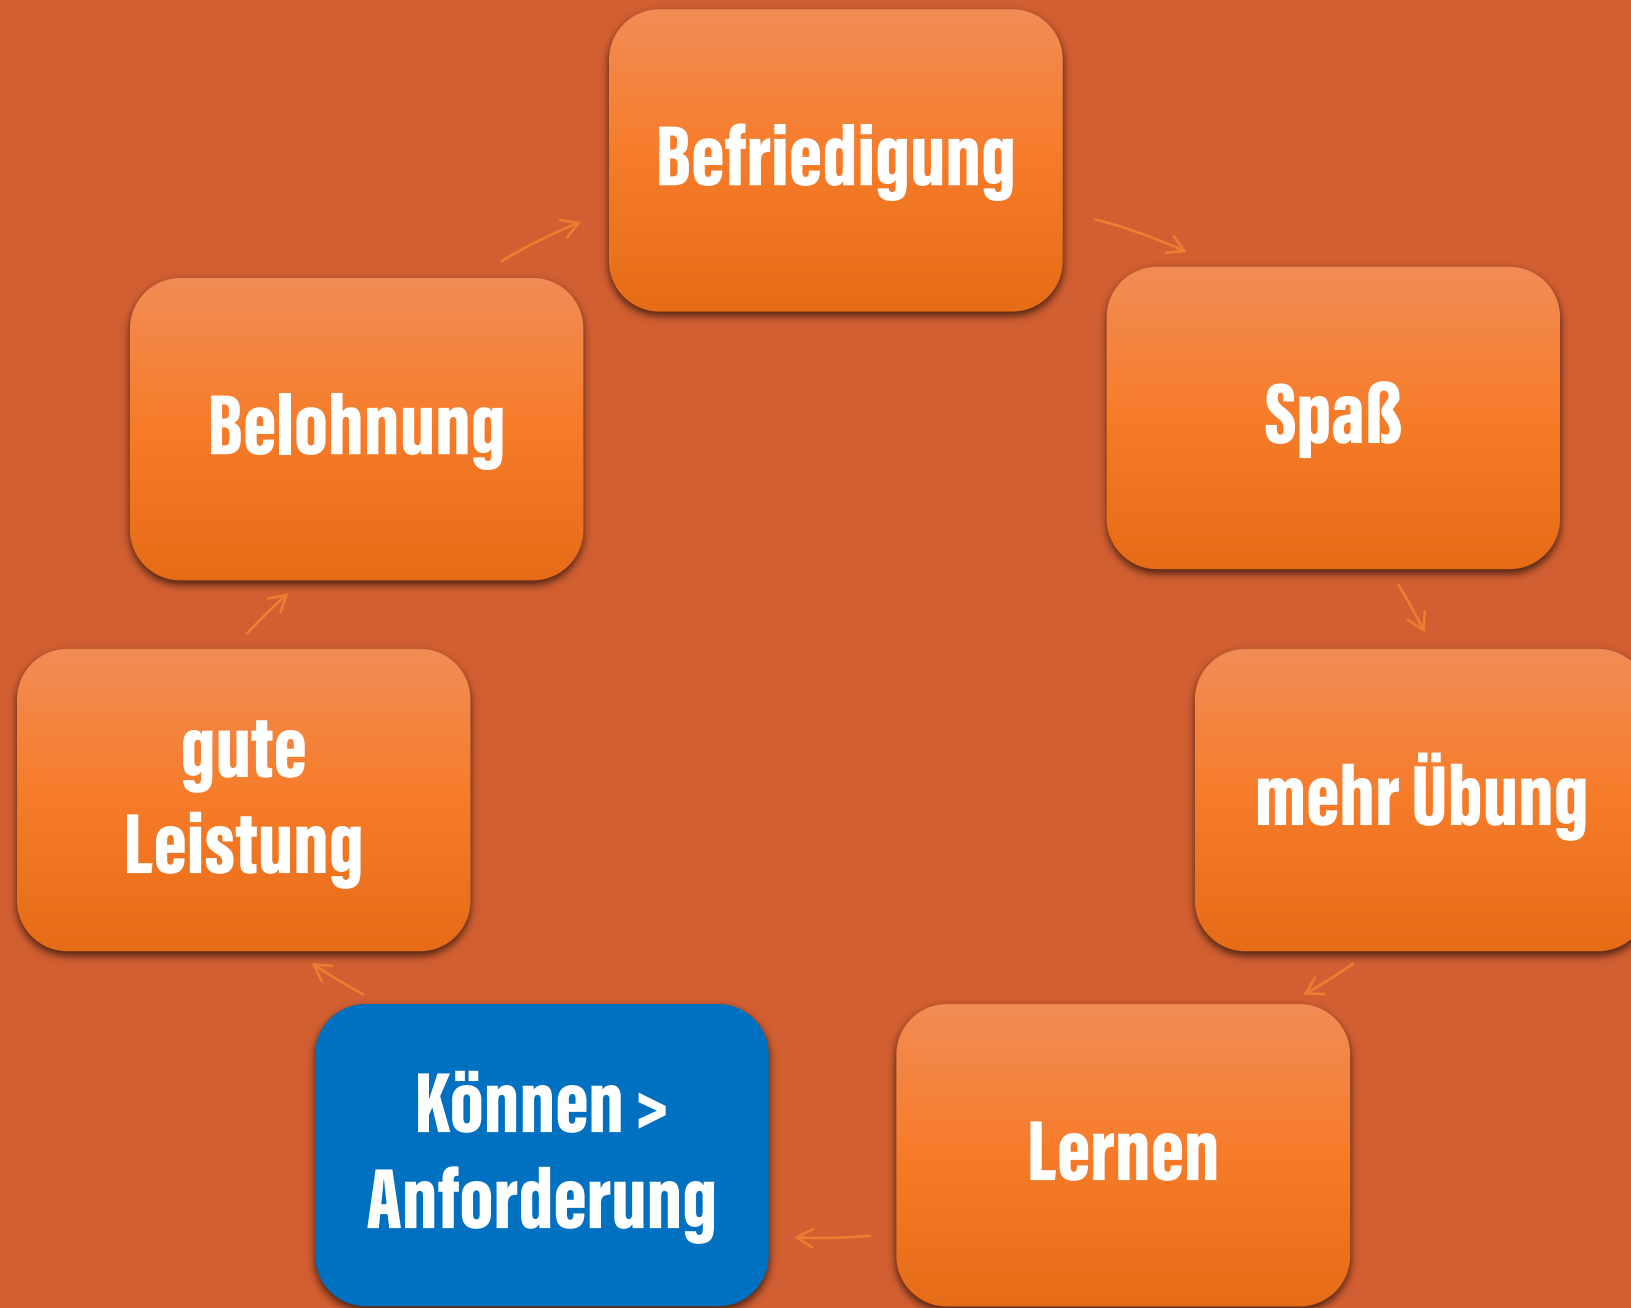 Befriedigung
Spaß
mehr Übung
Lernen
Können >
Anforderung
gute
Leistung
Belohnung